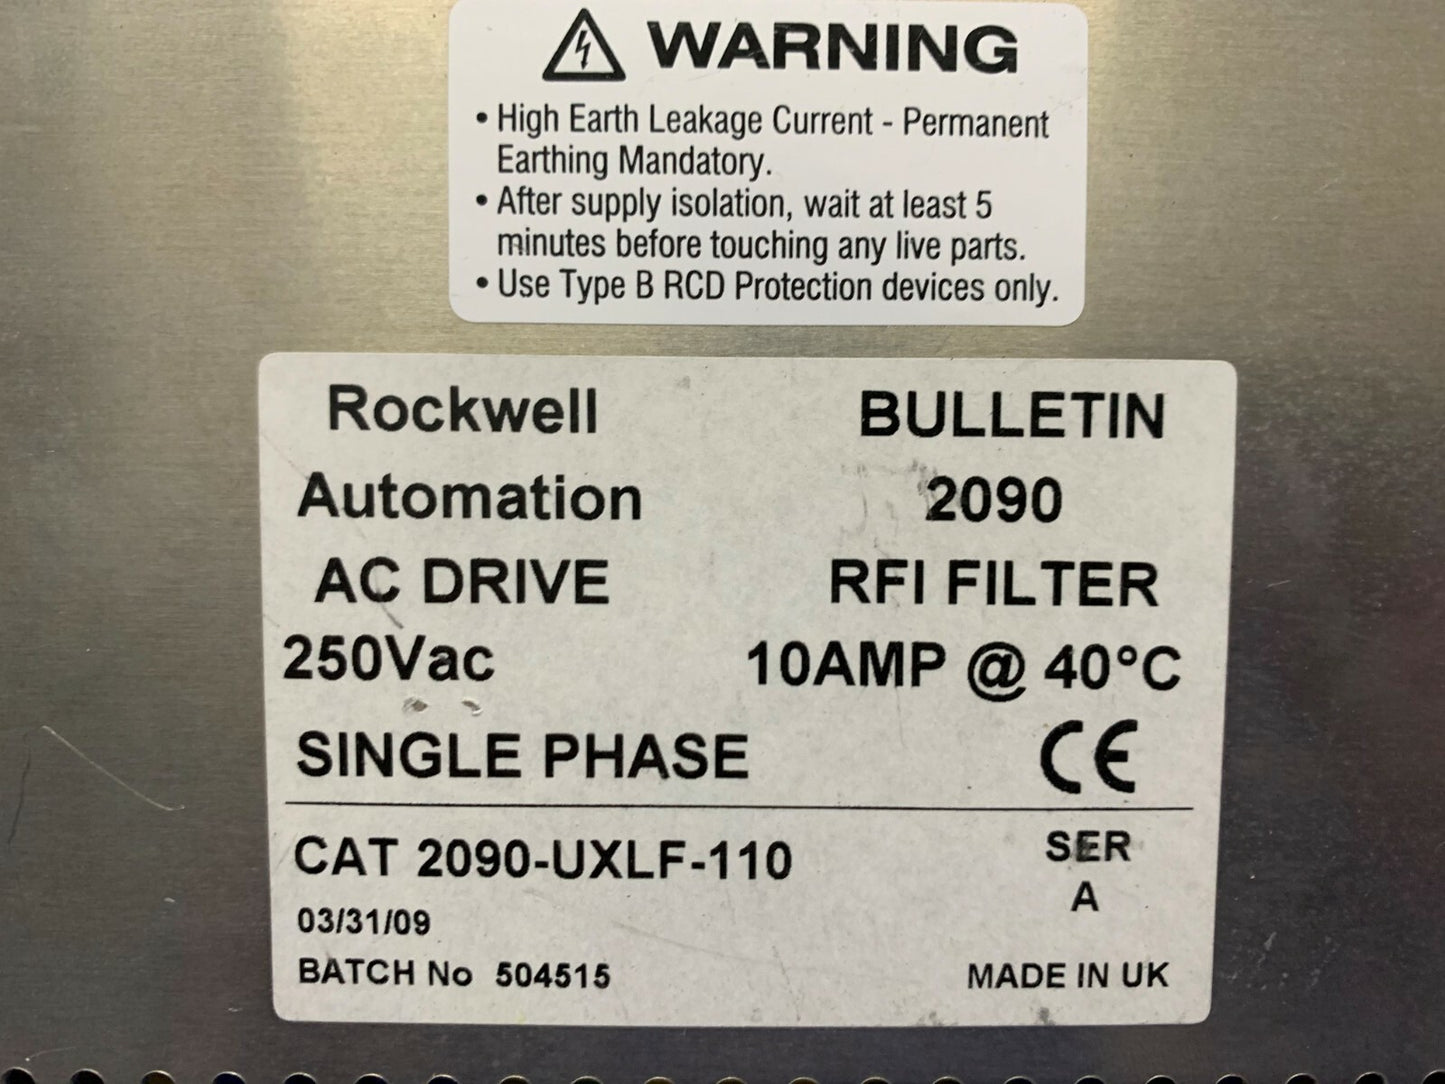 WARNING
• High Earth Leakage Current - Permanent
Earthing Mandatory.
• After supply isolation, wait at least 5
minutes before touching any live parts.
• Use Type B RCD Protection devices only.
Rockwell BULLETIN
Automation 2090
AC DRIVE RFI FILTER
250Vac 10AMP @ 40°C
SINGLE PHASE CE
CAT 2090-UXLF-110 SER
A
03/31/09
BATCH No 504515 MADE IN UK